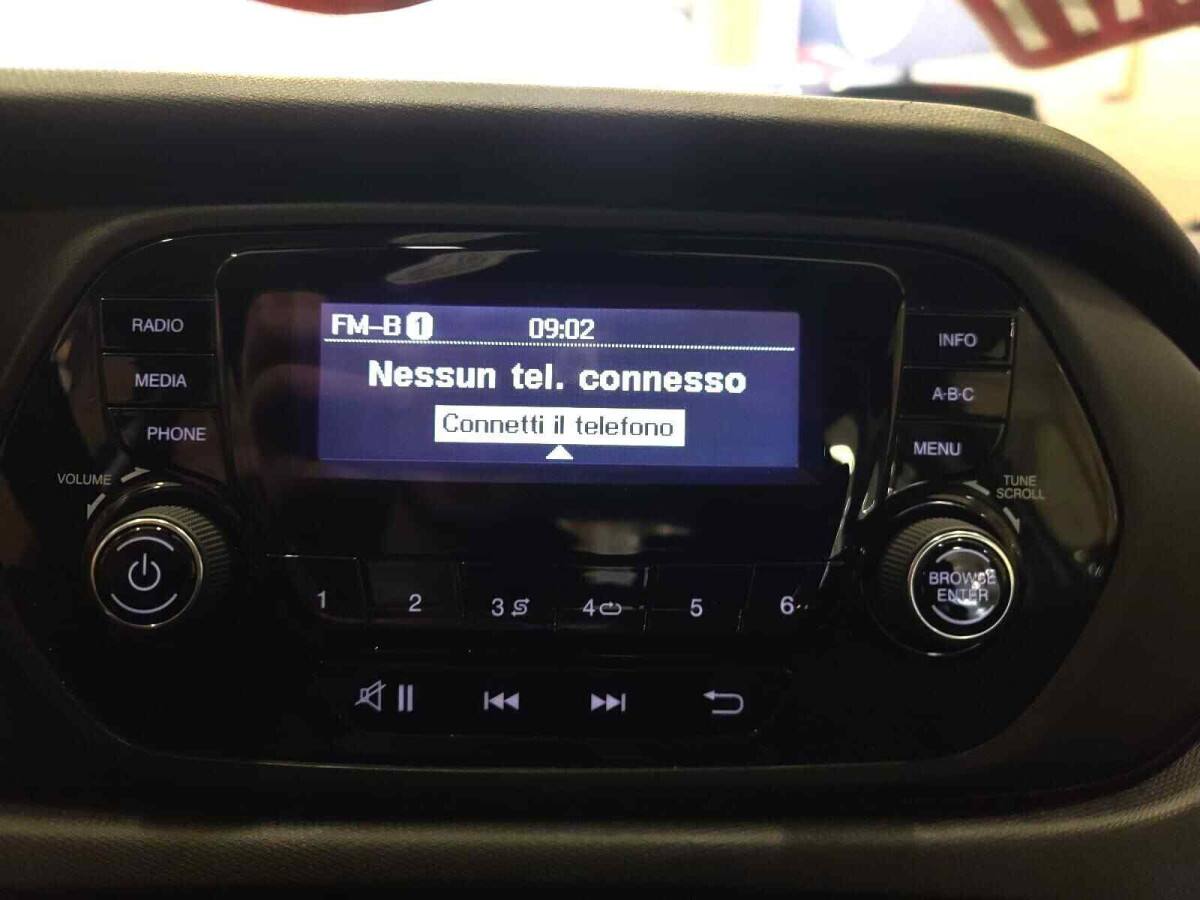 RADIO
MEDIA
PHONE
VOLUME
FM-B 1
09:02
Nessun tel. connesso
Connetti il telefono
INFO
A-B-C
MENU
TUNE
SCROLL
BROWSE
ENTER
1
2
3
4
5
6